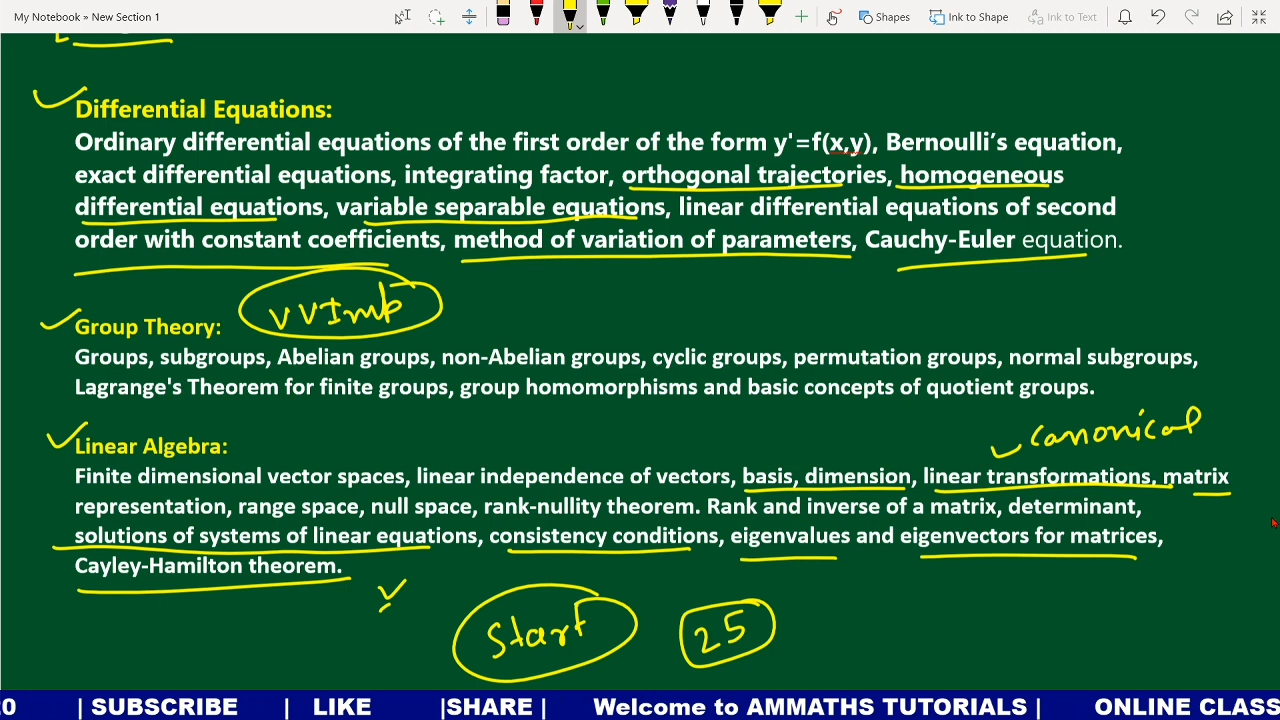 My Notebook » New Section 1
Shapes
Ink to Shape
Ink to Text
Differential Equations:
Ordinary differential equations of the first order of the form y'=f(x,y), Bernoulli’s equation,
exact differential equations, integrating factor, orthogonal trajectories, homogeneous
differential equations, variable separable equations, linear differential equations of second
order with constant coefficients, method of variation of parameters, Cauchy-Euler equation.
VVImp
Group Theory:
Groups, subgroups, Abelian groups, non-Abelian groups, cyclic groups, permutation groups, normal subgroups,
Lagrange's Theorem for finite groups, group homomorphisms and basic concepts of quotient groups.
canonical
Linear Algebra:
Finite dimensional vector spaces, linear independence of vectors, basis, dimension, linear transformations, matrix
representation, range space, null space, rank-nullity theorem. Rank and inverse of a matrix, determinant,
solutions of systems of linear equations, consistency conditions, eigenvalues and eigenvectors for matrices,
Cayley-Hamilton theorem.
Start 25
0 | SUBSCRIBE | LIKE |SHARE | Welcome to AMMATHS TUTORIALS | ONLINE CLASS